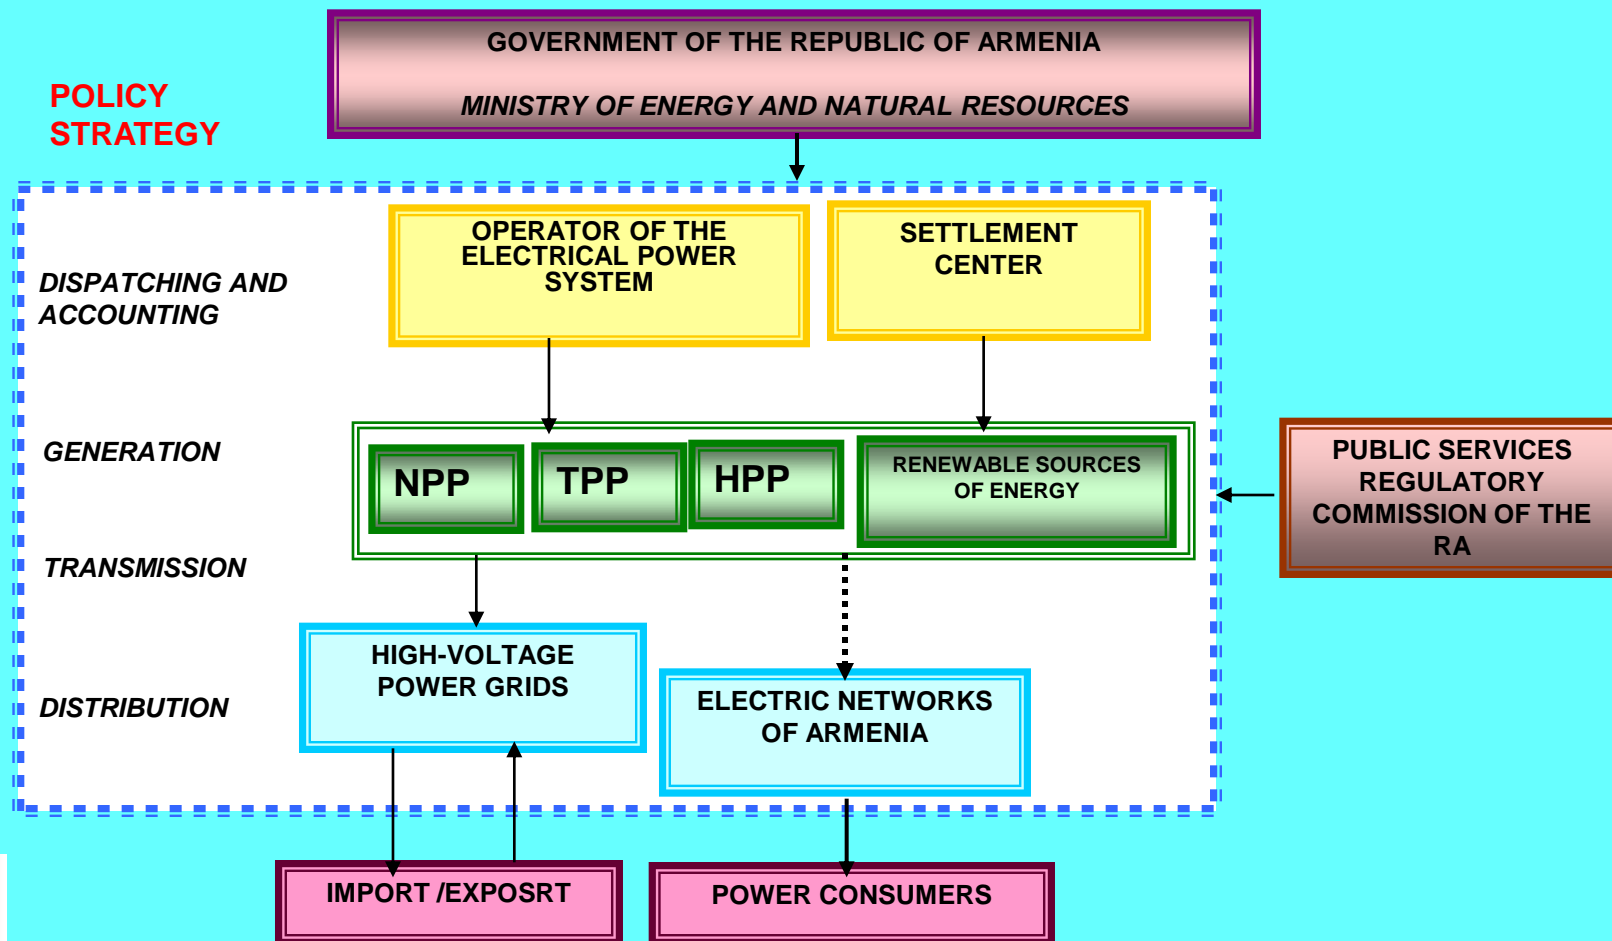 GOVERNMENT OF THE REPUBLIC OF ARMENIA
MINISTRY OF ENERGY AND NATURAL RESOURCES
POLICY
STRATEGY
OPERATOR OF THE
ELECTRICAL POWER
SYSTEM
SETTLEMENT
CENTER
DISPATCHING AND
ACCOUNTING
GENERATION
NPP
TPP
HPP
RENEWABLE SOURCES
OF ENERGY
PUBLIC SERVICES
REGULATORY
COMMISSION OF THE
RA
TRANSMISSION
HIGH-VOLTAGE
POWER GRIDS
DISTRIBUTION
ELECTRIC NETWORKS
OF ARMENIA
IMPORT /EXPOSRT
POWER CONSUMERS